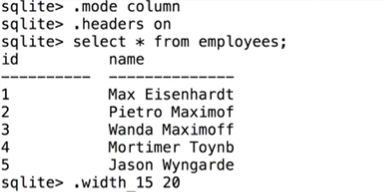 sqlite> .mode column
sqlite> .headers on
sqlite> select * from employees;
id          name
----------  --------------
1           Max Eisenhardt
2           Pietro Maximof
3           Wanda Maximoff
4           Mortimer Toynb
5           Jason Wyngarde
sqlite> .width 15 20